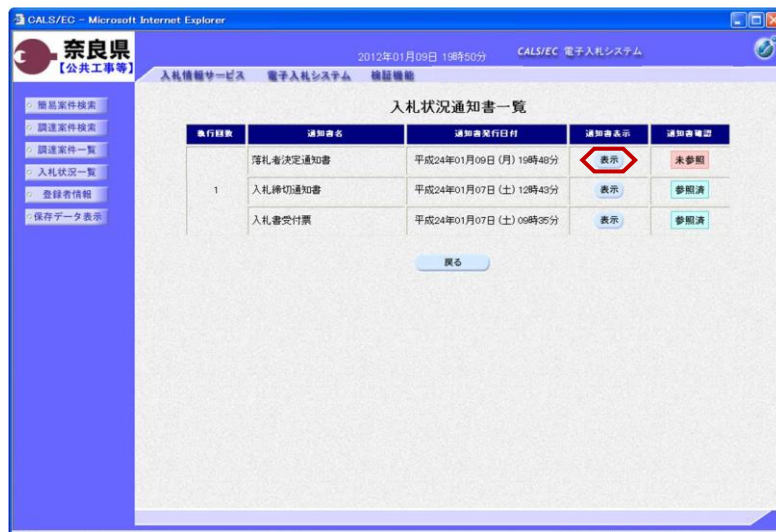 CALS/EC - Microsoft Internet Explorer
奈良県
【公共工事等】
2012年01月09日 19時50分
CALS/EC 電子入札システム
入札情報サービス 電子入札システム 検証機能
簡易案件検索
調達案件検索
調達案件一覧
入札状況一覧
登録者情報
保存データ表示
入札状況通知書一覧
執行回数 通知書名 通知書発行日付 通知書表示 通知書確認
落札者決定通知書 平成24年01月09日(月) 19時48分 表示 未参照
1 入札締切通知書 平成24年01月07日(土) 12時43分 表示 参照済
入札書受付票 平成24年01月07日(土) 09時35分 表示 参照済
戻る